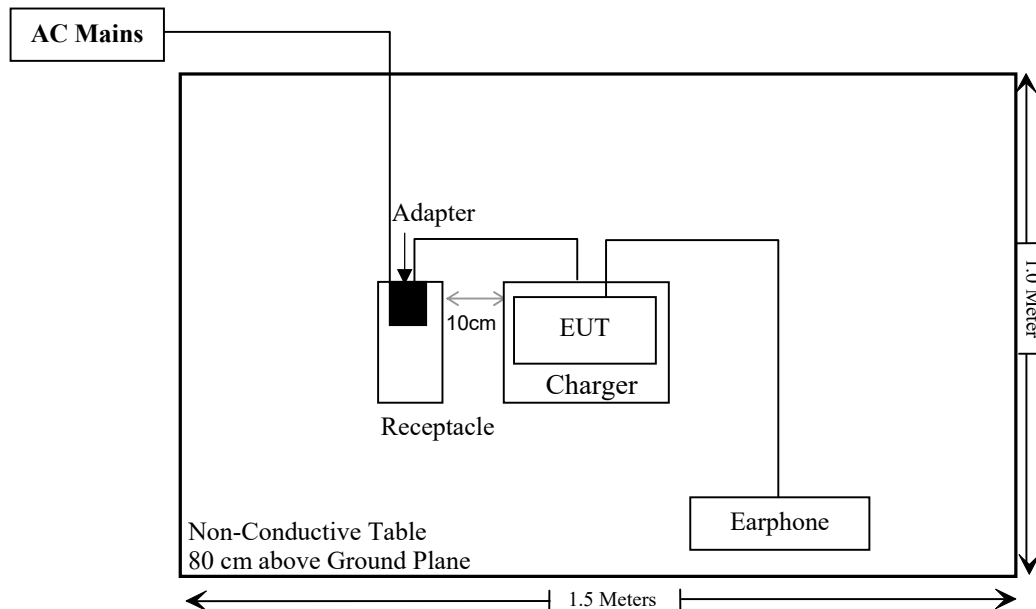 AC Mains
Adapter
10cm
EUT
Charger
Receptacle
Earphone
Non-Conductive Table
80 cm above Ground Plane
1.0 Meter
1.5 Meters